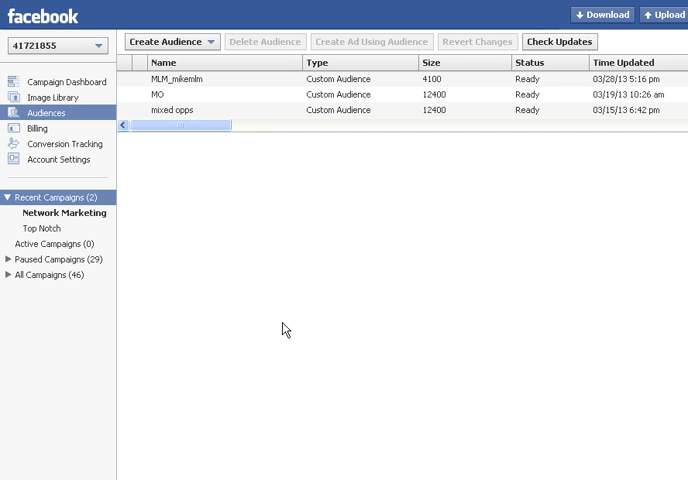 facebook
Download Upload
41721855
Create Audience Delete Audience Create Ad Using Audience Revert Changes Check Updates
Name Type Size Status Time Updated
MLM_mikemlm Custom Audience 4100 Ready 03/28/13 5:16 pm
MO Custom Audience 12400 Ready 03/19/13 10:26 am
mixed opps Custom Audience 12400 Ready 03/15/13 6:42 pm
Campaign Dashboard
Image Library
Audiences
Billing
Conversion Tracking
Account Settings
Recent Campaigns (2)
Network Marketing
Top Notch
Active Campaigns (0)
Paused Campaigns (29)
All Campaigns (46)